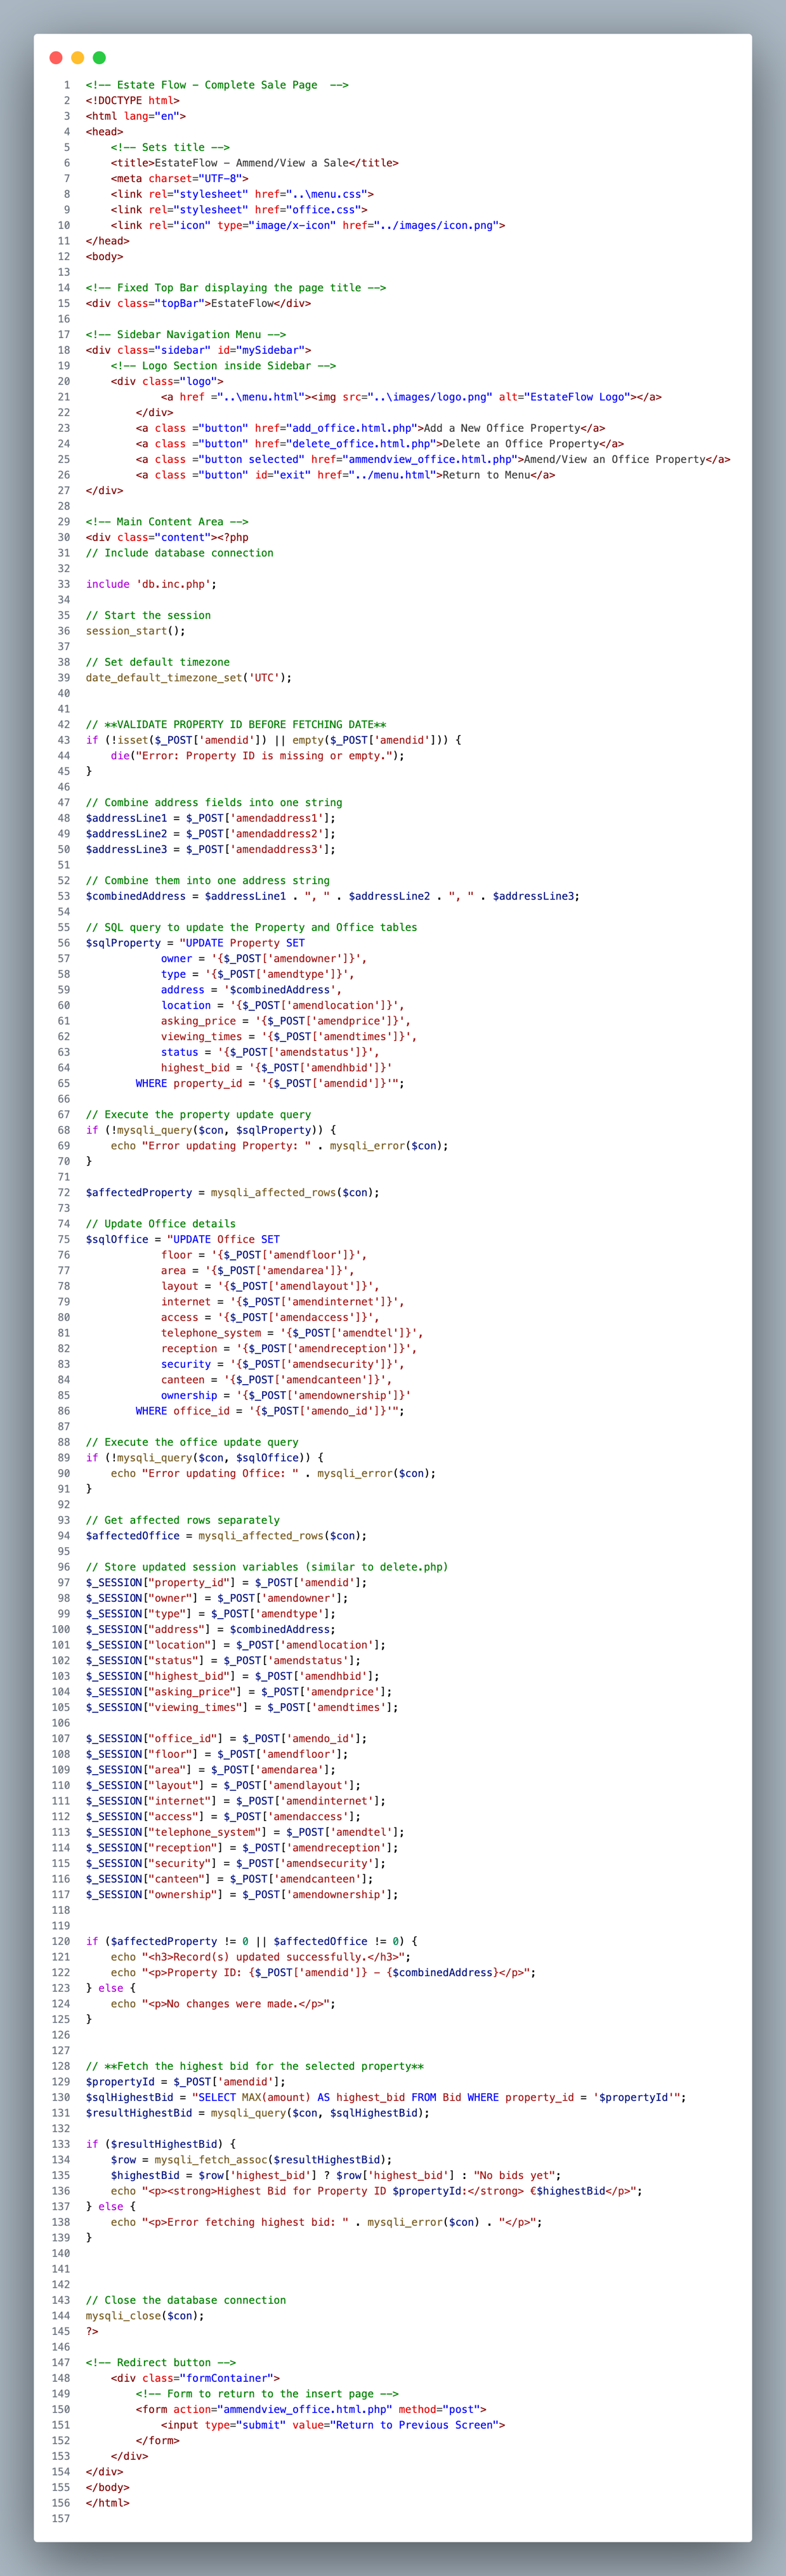 1 <!-- Estate Flow - Complete Sale Page  -->
2 <!DOCTYPE html>
3 <html lang="en">
4 <head>
5     <!-- Sets title -->
6     <title>EstateFlow - Ammend/View a Sale</title>
7     <meta charset="UTF-8">
8     <link rel="stylesheet" href="..\menu.css">
9     <link rel="stylesheet" href="office.css">
10     <link rel="icon" type="image/x-icon" href="../images/icon.png">
11 </head>
12 <body>
13
14 <!-- Fixed Top Bar displaying the page title -->
15 <div class="topBar">EstateFlow</div>
16
17 <!-- Sidebar Navigation Menu -->
18 <div class="sidebar" id="mySidebar">
19     <!-- Logo Section inside Sidebar -->
20     <div class="logo">
21             <a href ="..\menu.html"><img src="..\images/logo.png" alt="EstateFlow Logo"></a>
22         </div>
23         <a class ="button" href="add_office.html.php">Add a New Office Property</a>
24         <a class ="button" href="delete_office.html.php">Delete an Office Property</a>
25         <a class ="button selected" href="ammendview_office.html.php">Amend/View an Office Property</a>
26         <a class ="button" id="exit" href="../menu.html">Return to Menu</a>
27 </div>
28
29 <!-- Main Content Area -->
30 <div class="content"><?php
31 // Include database connection
32
33 include 'db.inc.php';
34
35 // Start the session
36 session_start();
37
38 // Set default timezone
39 date_default_timezone_set('UTC');
40
41
42 // **VALIDATE PROPERTY ID BEFORE FETCHING DATE**
43 if (!isset($_POST['amendid']) || empty($_POST['amendid'])) {
44     die("Error: Property ID is missing or empty.");
45 }
46
47 // Combine address fields into one string
48 $addressLine1 = $_POST['amendaddress1'];
49 $addressLine2 = $_POST['amendaddress2'];
50 $addressLine3 = $_POST['amendaddress3'];
51
52 // Combine them into one address string
53 $combinedAddress = $addressLine1 . ", " . $addressLine2 . ", " . $addressLine3;
54
55 // SQL query to update the Property and Office tables
56 $sqlProperty = "UPDATE Property SET
57             owner = '{$_POST['amendowner']}',
58             type = '{$_POST['amendtype']}',
59             address = '$combinedAddress',
60             location = '{$_POST['amendlocation']}',
61             asking_price = '{$_POST['amendprice']}',
62             viewing_times = '{$_POST['amendtimes']}',
63             status = '{$_POST['amendstatus']}',
64             highest_bid = '{$_POST['amendhbid']}'
65         WHERE property_id = '{$_POST['amendid']}'";
66
67 // Execute the property update query
68 if (!mysqli_query($con, $sqlProperty)) {
69     echo "Error updating Property: " . mysqli_error($con);
70 }
71
72 $affectedProperty = mysqli_affected_rows($con);
73
74 // Update Office details
75 $sqlOffice = "UPDATE Office SET
76             floor = '{$_POST['amendfloor']}',
77             area = '{$_POST['amendarea']}',
78             layout = '{$_POST['amendlayout']}',
79             internet = '{$_POST['amendinternet']}',
80             access = '{$_POST['amendaccess']}',
81             telephone_system = '{$_POST['amendtel']}',
82             reception = '{$_POST['amendreception']}',
83             security = '{$_POST['amendsecurity']}',
84             canteen = '{$_POST['amendcanteen']}',
85             ownership = '{$_POST['amendownership']}'
86         WHERE office_id = '{$_POST['amendo_id']}'";
87
88 // Execute the office update query
89 if (!mysqli_query($con, $sqlOffice)) {
90     echo "Error updating Office: " . mysqli_error($con);
91 }
92
93 // Get affected rows separately
94 $affectedOffice = mysqli_affected_rows($con);
95
96 // Store updated session variables (similar to delete.php)
97 $_SESSION["property_id"] = $_POST['amendid'];
98 $_SESSION["owner"] = $_POST['amendowner'];
99 $_SESSION["type"] = $_POST['amendtype'];
100 $_SESSION["address"] = $combinedAddress;
101 $_SESSION["location"] = $_POST['amendlocation'];
102 $_SESSION["status"] = $_POST['amendstatus'];
103 $_SESSION["highest_bid"] = $_POST['amendhbid'];
104 $_SESSION["asking_price"] = $_POST['amendprice'];
105 $_SESSION["viewing_times"] = $_POST['amendtimes'];
106
107 $_SESSION["office_id"] = $_POST['amendo_id'];
108 $_SESSION["floor"] = $_POST['amendfloor'];
109 $_SESSION["area"] = $_POST['amendarea'];
110 $_SESSION["layout"] = $_POST['amendlayout'];
111 $_SESSION["internet"] = $_POST['amendinternet'];
112 $_SESSION["access"] = $_POST['amendaccess'];
113 $_SESSION["telephone_system"] = $_POST['amendtel'];
114 $_SESSION["reception"] = $_POST['amendreception'];
115 $_SESSION["security"] = $_POST['amendsecurity'];
116 $_SESSION["canteen"] = $_POST['amendcanteen'];
117 $_SESSION["ownership"] = $_POST['amendownership'];
118
119
120 if ($affectedProperty != 0 || $affectedOffice != 0) {
121     echo "<h3>Record(s) updated successfully.</h3>";
122     echo "<p>Property ID: {$_POST['amendid']} - {$combinedAddress}</p>";
123 } else {
124     echo "<p>No changes were made.</p>";
125 }
126
127
128 // **Fetch the highest bid for the selected property**
129 $propertyId = $_POST['amendid'];
130 $sqlHighestBid = "SELECT MAX(amount) AS highest_bid FROM Bid WHERE property_id = '$propertyId'";
131 $resultHighestBid = mysqli_query($con, $sqlHighestBid);
132
133 if ($resultHighestBid) {
134     $row = mysqli_fetch_assoc($resultHighestBid);
135     $highestBid = $row['highest_bid'] ? $row['highest_bid'] : "No bids yet";
136     echo "<p><strong>Highest Bid for Property ID $propertyId:</strong> €$highestBid</p>";
137 } else {
138     echo "<p>Error fetching highest bid: " . mysqli_error($con) . "</p>";
139 }
140
141
142
143 // Close the database connection
144 mysqli_close($con);
145 ?>
146
147 <!-- Redirect button -->
148     <div class="formContainer">
149         <!-- Form to return to the insert page -->
150         <form action="ammendview_office.html.php" method="post">
151             <input type="submit" value="Return to Previous Screen">
152         </form>
153     </div>
154 </div>
155 </body>
156 </html>
157